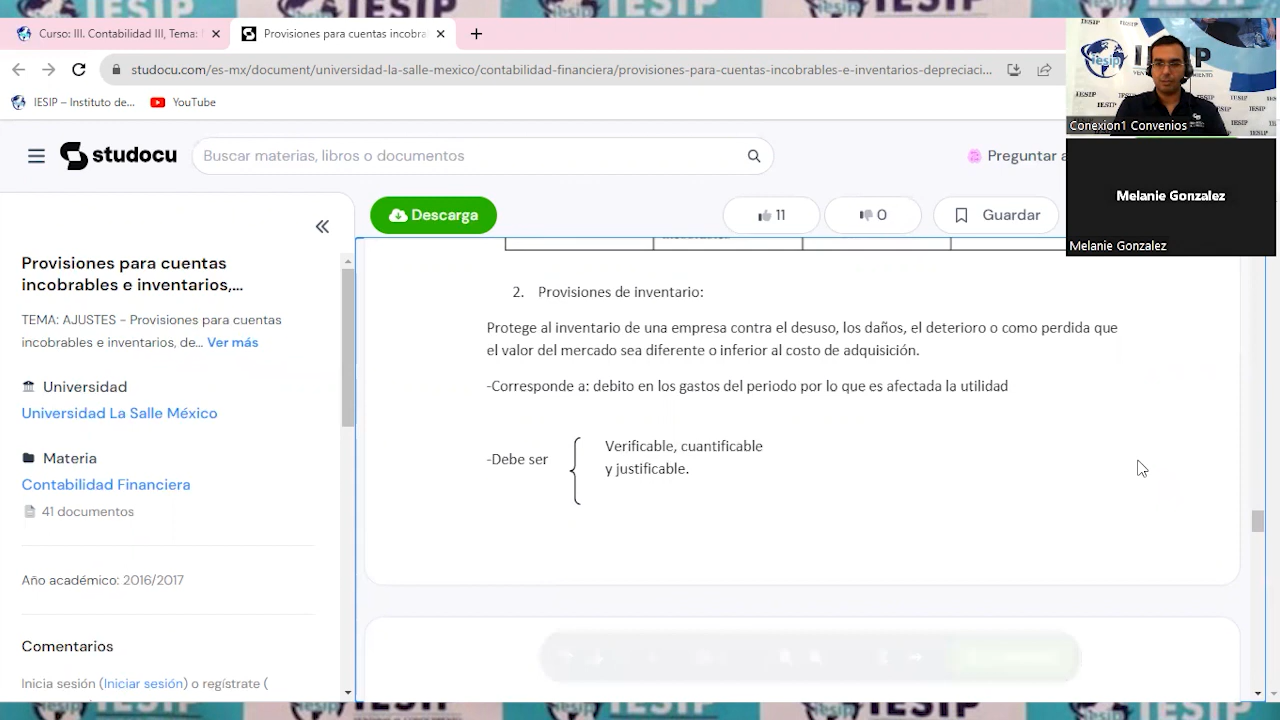 Curso: III. Contabilidad III, Tema: 
Provisiones para cuentas incobra
studocu.com/es-mx/document/universidad-la-salle-mexico/contabilidad-financiera/provisiones-para-cuentas-incobrables-e-inventarios-depreciaci...
IESIP – Instituto de...
YouTube
studocu
Buscar materias, libros o documentos
Preguntar a
IESIP
Conexion1 Convenios
Melanie Gonzalez
Melanie Gonzalez
Descarga
11
0
Guardar
Provisiones para cuentas
incobrables e inventarios,...
TEMA: AJUSTES – Provisiones para cuentas
incobrables e inventarios, de... Ver más
Universidad
Universidad La Salle México
Materia
Contabilidad Financiera
41 documentos
Año académico: 2016/2017
Comentarios
Inicia sesión (Iniciar sesión) o regístrate (
2. Provisiones de inventario:
Protege al inventario de una empresa contra el desuso, los daños, el deterioro o como perdida que
el valor del mercado sea diferente o inferior al costo de adquisición.
-Corresponde a: debito en los gastos del periodo por lo que es afectada la utilidad
-Debe ser
Verificable, cuantificable
y justificable.